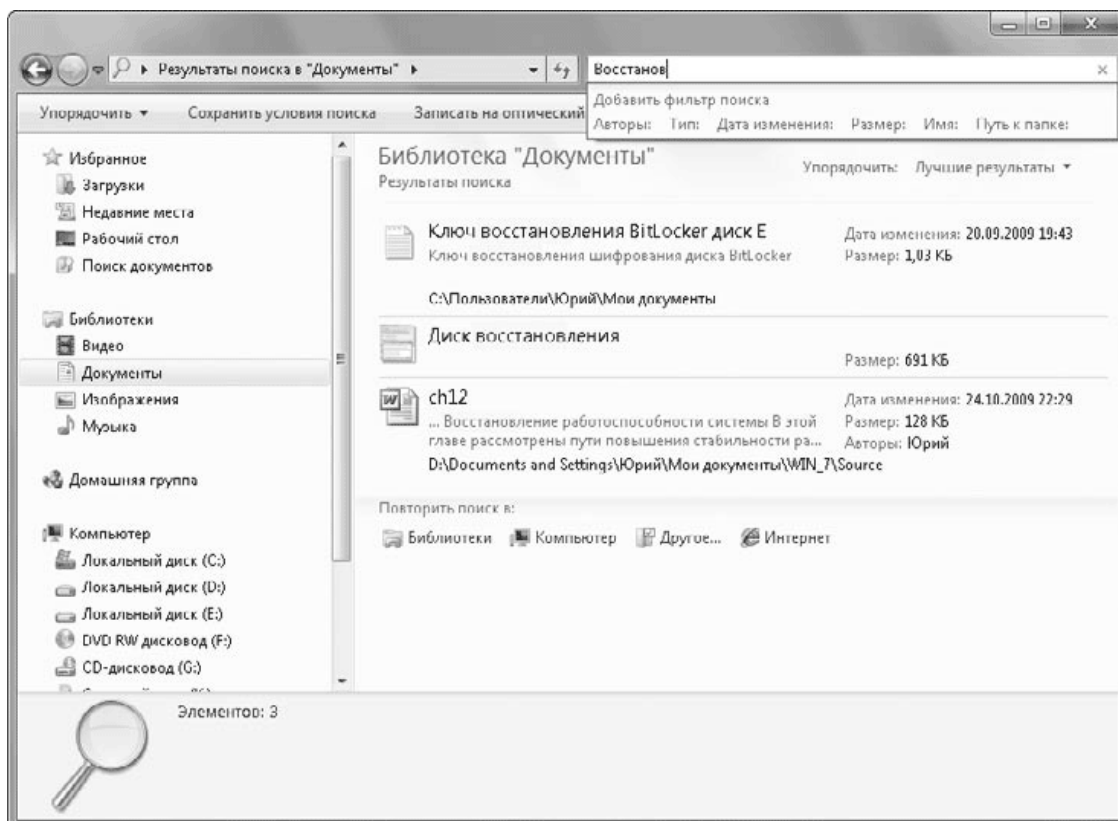 Результаты поиска в "Документы"
Восстанов
Добавить фильтр поиска
Авторы: Тип: Дата изменения: Размер: Имя: Путь к папке:
Упорядочить
Сохранить условия поиска
Записать на оптический
Избранное
Загрузки
Недавние места
Рабочий стол
Поиск документов
Библиотеки
Видео
Документы
Изображения
Музыка
Домашняя группа
Компьютер
Локальный диск (C:)
Локальный диск (D:)
Локальный диск (E:)
DVD RW дисковод (F:)
CD-дисковод (G:)
Библиотека "Документы"
Результаты поиска
Упорядочить: Лучшие результаты
Ключ восстановления BitLocker диск E
Дата изменения: 20.09.2009 19:43
Ключ восстановления шифрования диска BitLocker
Размер: 1,03 КБ
C:\Пользователи\Юрий\Мои документы
Диск восстановления
Размер: 691 КБ
ch12
Дата изменения: 24.10.2009 22:29
... Восстановление работоспособности системы В этой
Размер: 128 КБ
главе рассмотрены пути повышения стабильности ра...
Авторы: Юрий
D:\Documents and Settings\Юрий\Мои документы\WIN_7\Source
Повторить поиск в:
Библиотеки Компьютер Другое... Интернет
Элементов: 3